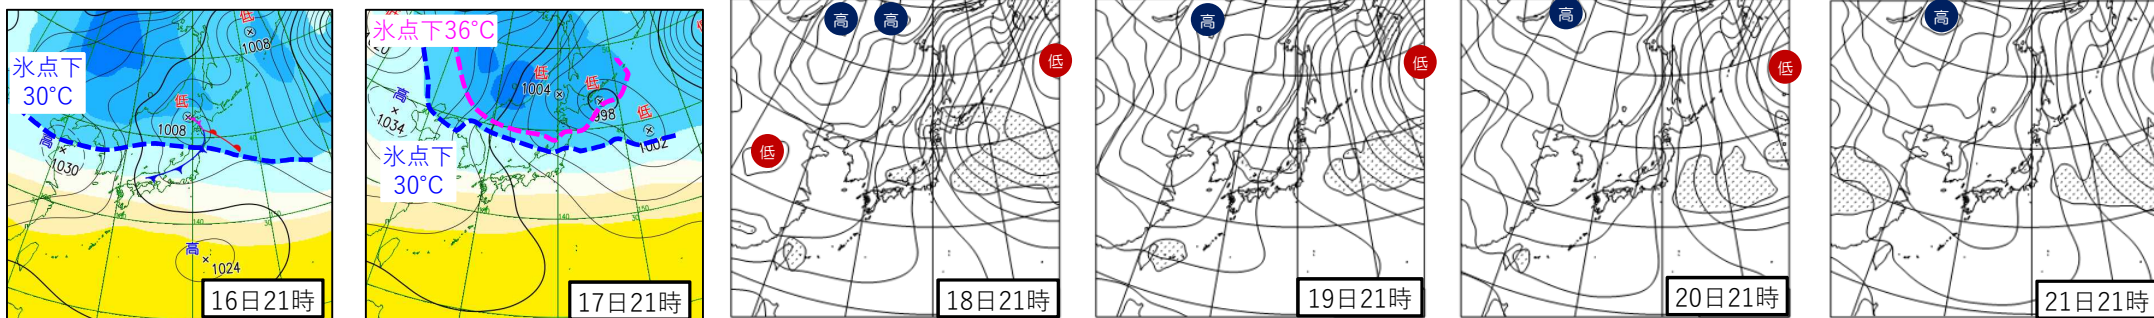 低
1008
氷点下
30°C
低
1008
高
1030
140
30
高
1024
16日21時
氷点下36°C
低
1004
低
998
低
1002
高
1034
氷点下
30°C
140
17日21時
高
高
低
低
18日21時
高
低
19日21時
高
低
20日21時
高
21日21時